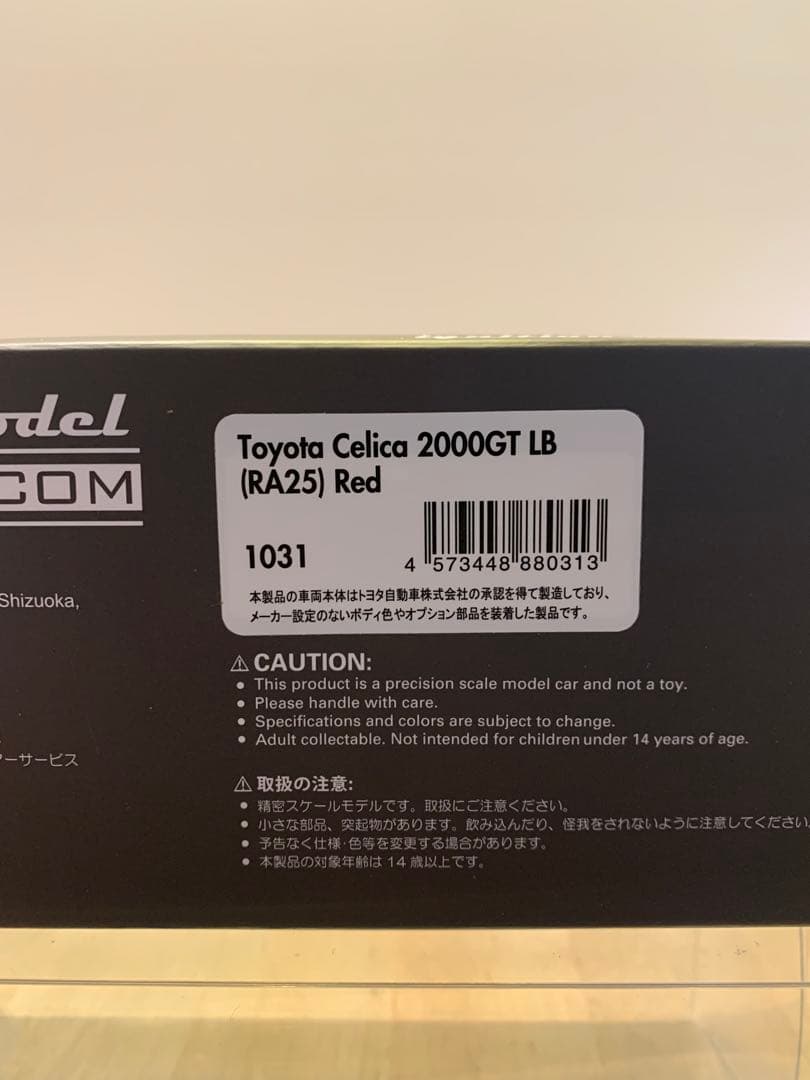 odel
COM
Shizuoka,
ーサービス
Toyota Celica 2000GT LB
(RA25) Red
1031
4 573448 880313
本製品の車両本体はトヨタ自動車株式会社の承認を得て製造しており、
メーカー設定のないボディ色やオプション部品を装着した製品です。
⚠ CAUTION:
● This product is a precision scale model car and not a toy.
● Please handle with care.
● Specifications and colors are subject to change.
● Adult collectable. Not intended for children under 14 years of age.
⚠ 取扱の注意:
● 精密スケールモデルです。取扱にご注意ください。
● 小さな部品、突起物があります。飲み込んだり、怪我をされないように注意してください
● 予告なく仕様・色等を変更する場合があります。
● 本製品の対象年齢は 14 歳以上です。